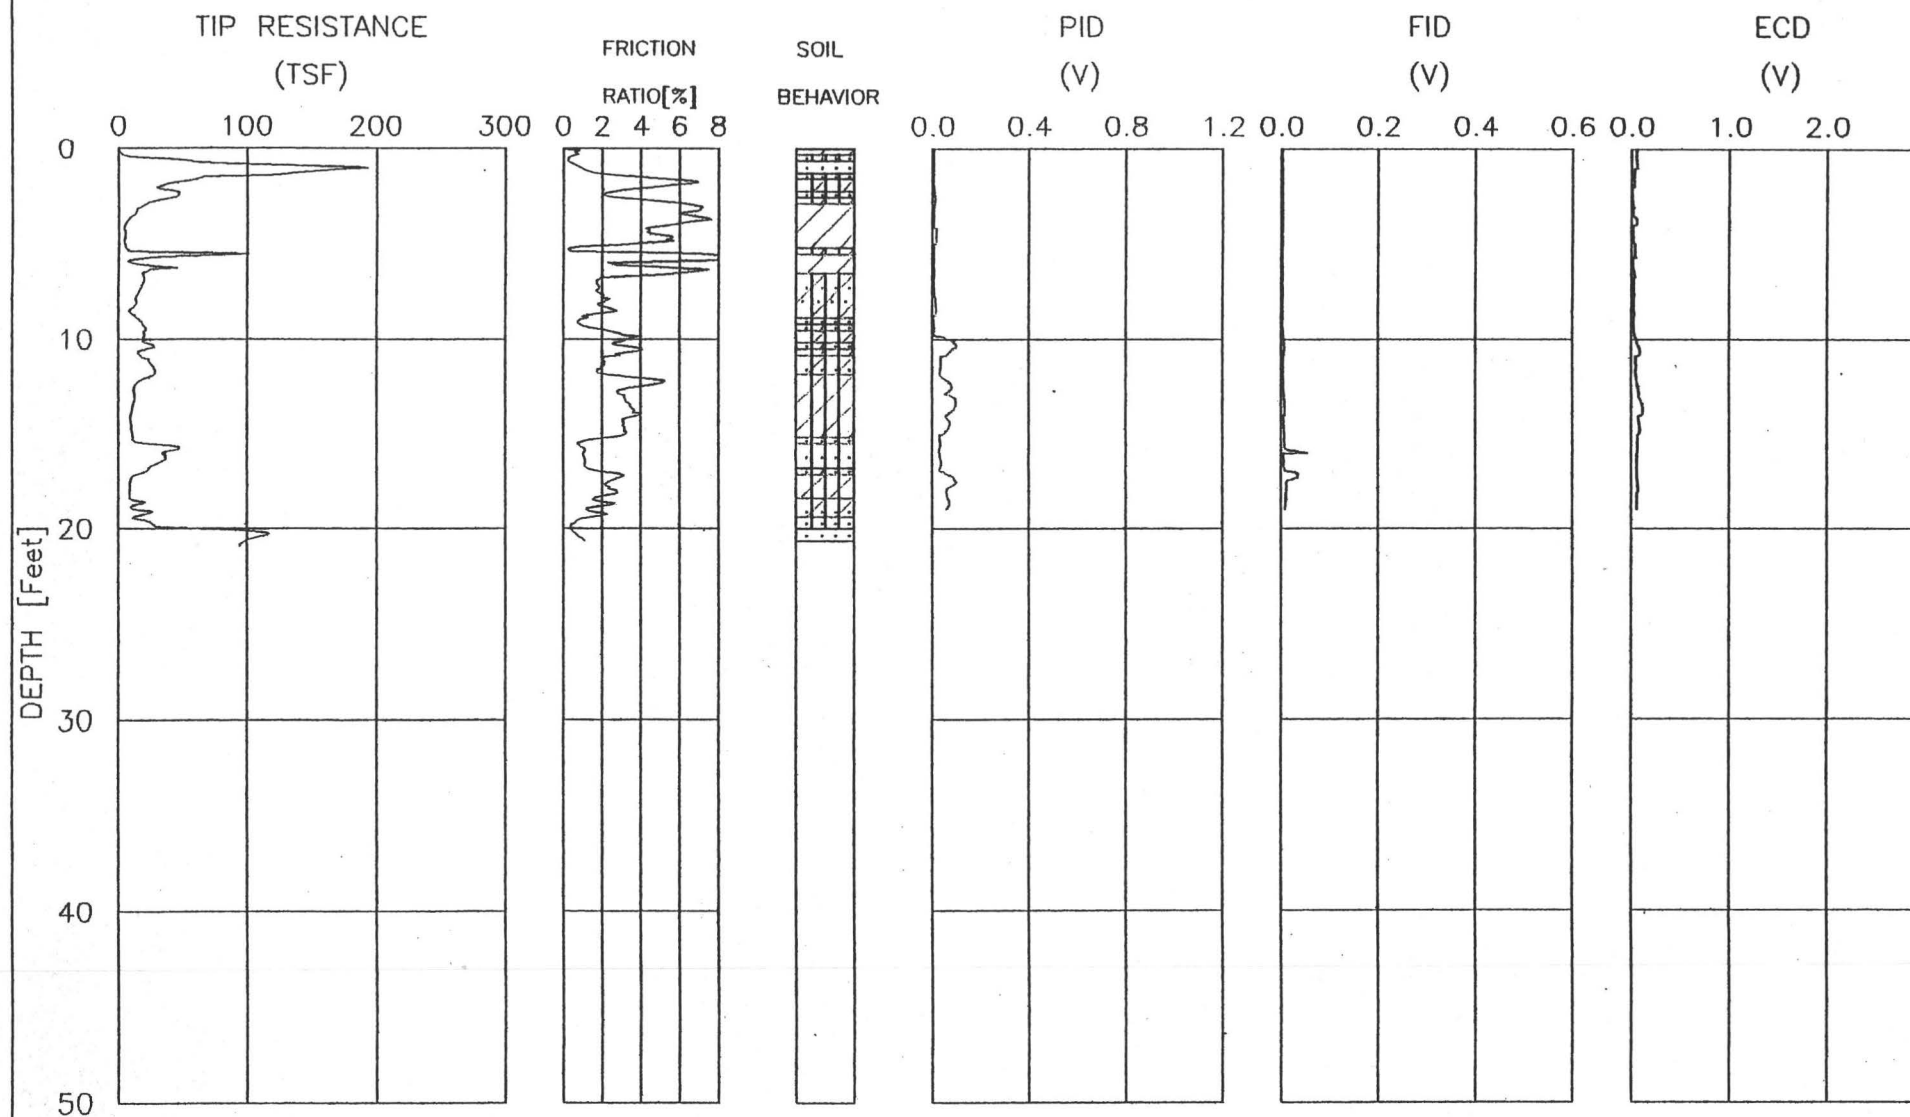 TIP RESISTANCE
(TSF)
FRICTION
RATIO[%]
SOIL
BEHAVIOR
PID
(V)
FID
(V)
ECD
(V)
0 100 200 300
0 2 4 6 8
0.0 0.4 0.8 1.2
0.0 0.2 0.4 0.6
0.0 1.0 2.0
0
10
20
30
40
50
DEPTH [Feet]